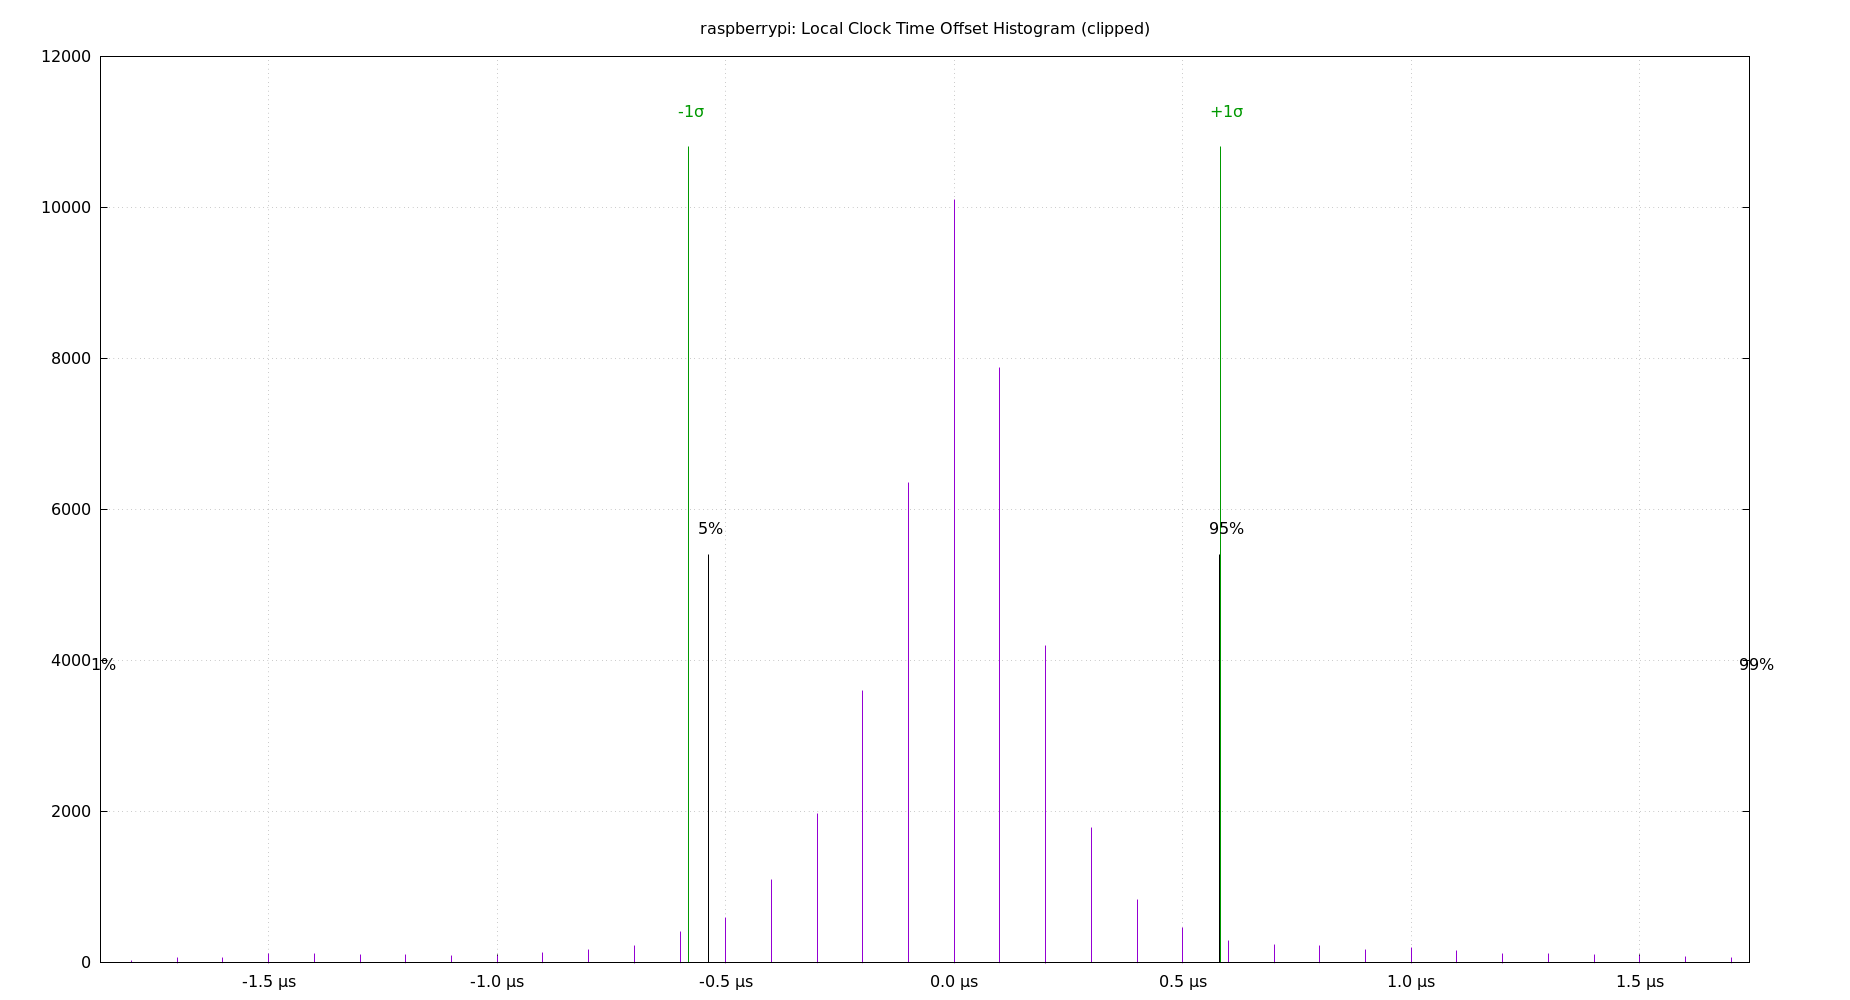 raspberrypi: Local Clock Time Offset Histogram (clipped)
12000
-1σ
+1σ
10000
8000
6000
5%
95%
4000
1%
99%
2000
0
-1.5 µs
-1.0 µs
-0.5 µs
0.0 µs
0.5 µs
1.0 µs
1.5 µs